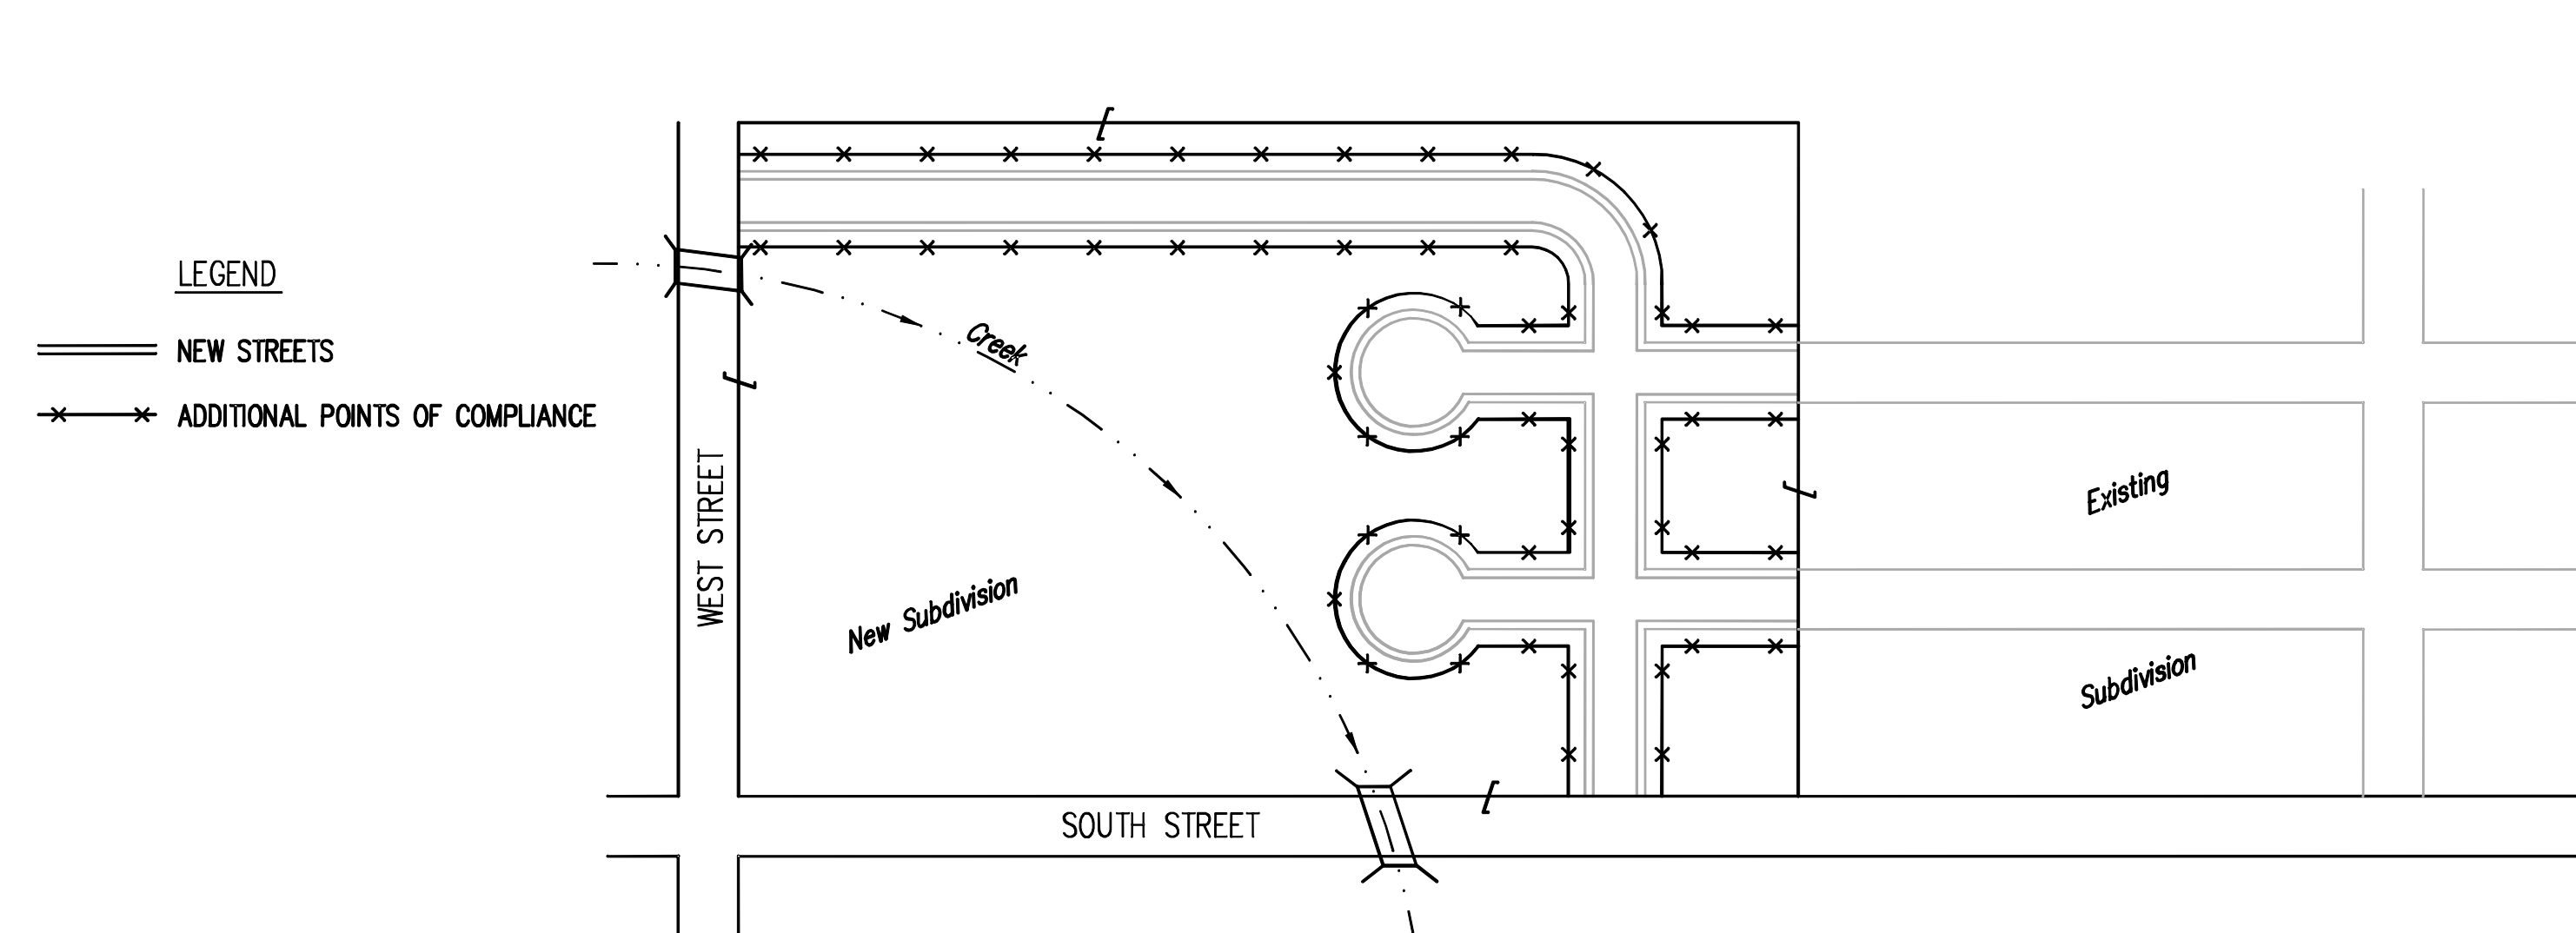 LEGEND
NEW STREETS
ADDITIONAL POINTS OF COMPLIANCE
WEST STREET
Creek
New Subdivision
SOUTH STREET
Existing
Subdivision